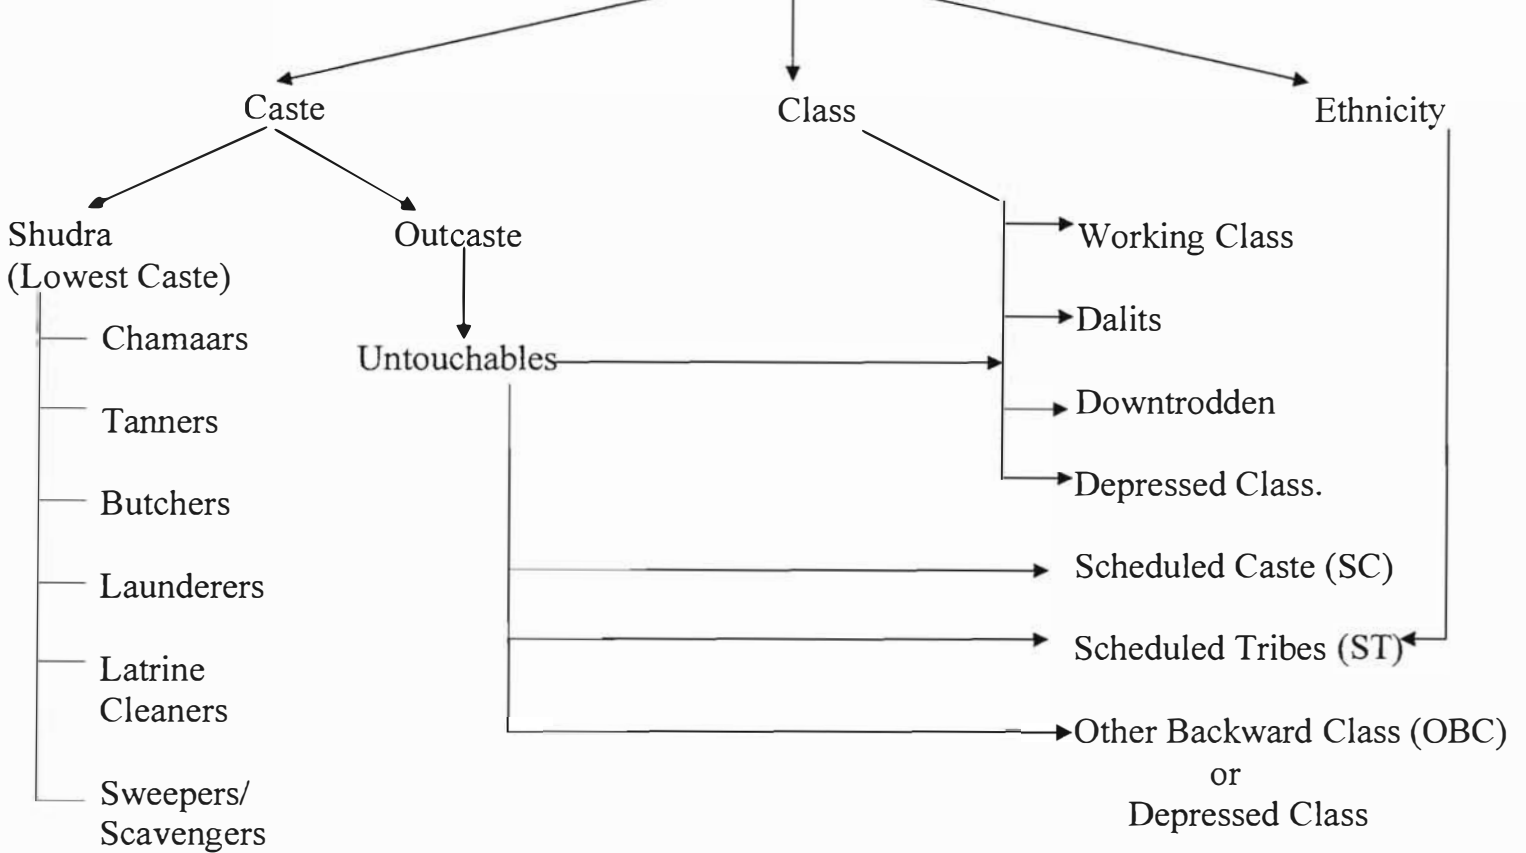 Caste
Class
Ethnicity
Shudra
(Lowest Caste)
Outcaste
Working Class
Chamaars
Dalits
Untouchables
Tanners
Downtrodden
Butchers
Depressed Class.
Launderers
Scheduled Caste (SC)
Latrine
Cleaners
Scheduled Tribes (ST)
Other Backward Class (OBC)
or
Depressed Class
Sweepers/
Scavengers